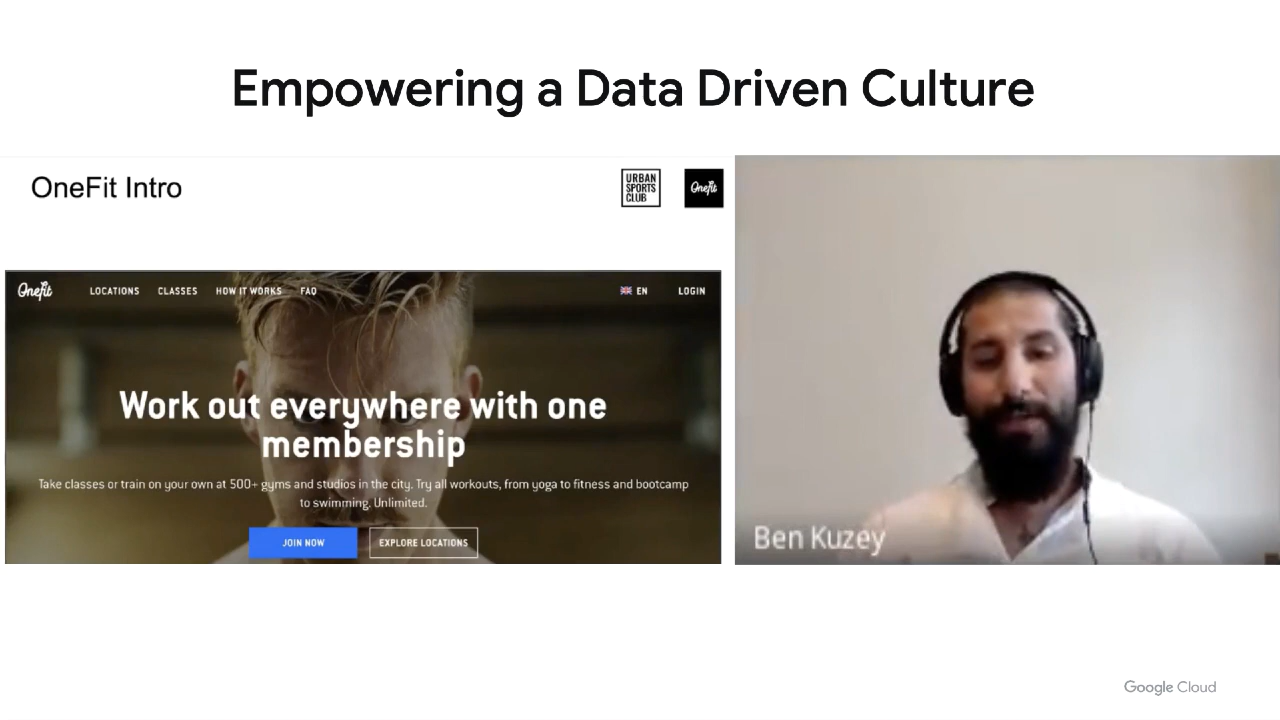 Empowering a Data Driven Culture
OneFit Intro
URBAN
SPORTS
CLUB
Onefit
Onefit
LOCATIONS CLASSES HOW IT WORKS FAQ EN LOGIN
Work out everywhere with one
membership
Take classes or train on your own at 500+ gyms and studios in the city. Try all workouts, from yoga to fitness and bootcamp
to swimming. Unlimited.
JOIN NOW EXPLORE LOCATIONS
Ben Kuzey
Google Cloud